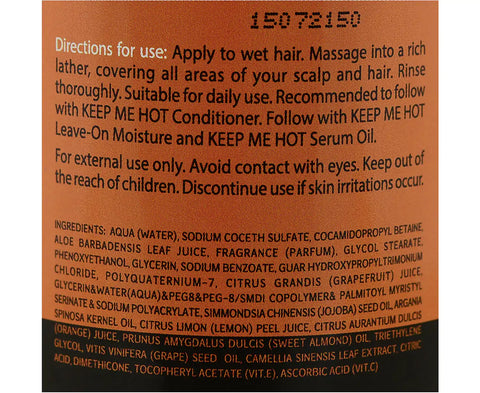 15072150
Directions for use: Apply to wet hair. Massage into a rich
lather, covering all areas of your scalp and hair. Rinse
thoroughly. Suitable for daily use. Recommended to follow
with KEEP ME HOT Conditioner. Follow with KEEP ME HOT
Leave-On Moisture and KEEP ME HOT Serum Oil.
For external use only. Avoid contact with eyes. Keep out of
the reach of children. Discontinue use if skin irritations occur.
INGREDIENTS: AQUA (WATER), SODIUM COCETH SULFATE, COCAMIDOPROPYL BETAINE,
ALOE BARBADENSIS LEAF JUICE, FRAGRANCE (PARFUM), GLYCOL STEARATE,
PHENOXYETHANOL, GLYCERIN, SODIUM BENZOATE, GUAR HYDROXYPROPYLTRIMONIUM
CHLORIDE, POLYQUATERNIUM-7, CITRUS GRANDIS (GRAPEFRUIT) JUICE,
GLYCERIN&WATER(AQUA)&PEG8&PEG-8/SMDI COPOLYMER& PALMITOYL MYRISTYL
SERINATE & SODIUM POLYACRYLATE, SIMMONDSIA CHINENSIS (JOJOBA) SEED OIL, ARGANIA
SPINOSA KERNEL OIL, CITRUS LIMON (LEMON) PEEL JUICE, CITRUS AURANTIUM DULCIS
(ORANGE) JUICE, PRUNUS AMYGDALUS DULCIS (SWEET ALMOND) OIL, TRIETHYLENE
GLYCOL, VITIS VINIFERA (GRAPE) SEED OIL, CAMELLIA SINENSIS LEAF EXTRACT. CITRIC
ACID, DIMETHICONE, TOCOPHERYL ACETATE (VIT.E), ASCORBIC ACID (VIT.C)